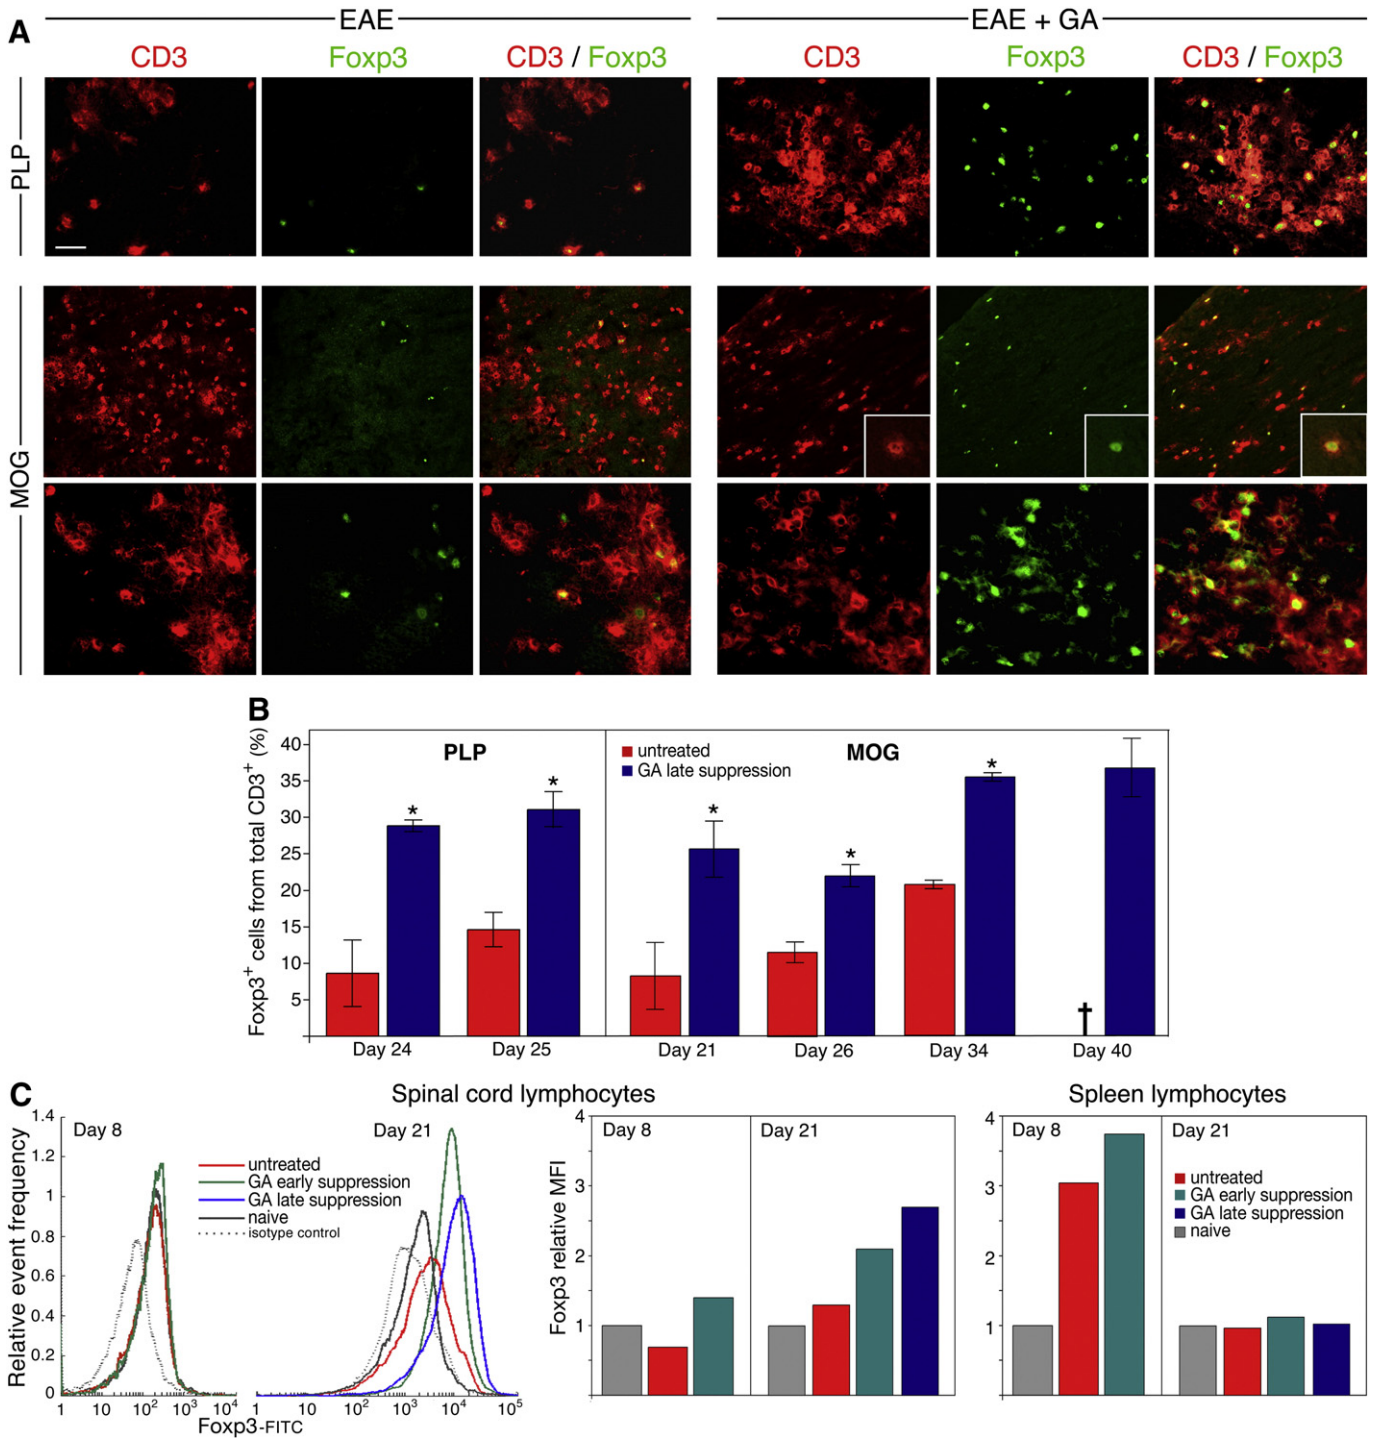 A
EAE
EAE + GA
CD3
Foxp3
CD3 / Foxp3
CD3
Foxp3
CD3 / Foxp3
PLP
MOG
B
Foxp3+ cells from total CD3+ (%)
40
35
30
25
20
15
10
5
PLP
untreated
GA late suppression
MOG
*
*
*
*
*
†
Day 24
Day 25
Day 21
Day 26
Day 34
Day 40
C
Spinal cord lymphocytes
Spleen lymphocytes
Relative event frequency
1.4
1.2
1
0.8
0.6
0.4
0.2
0
Day 8
Day 21
untreated
GA early suppression
GA late suppression
naive
isotype control
1 10 10² 10³ 10⁴
1 10 10² 10³ 10⁴ 10⁵
Foxp3-FITC
Foxp3 relative MFI
4
3
2
1
Day 8
Day 21
4
3
2
1
Day 8
Day 21
untreated
GA early suppression
GA late suppression
naive